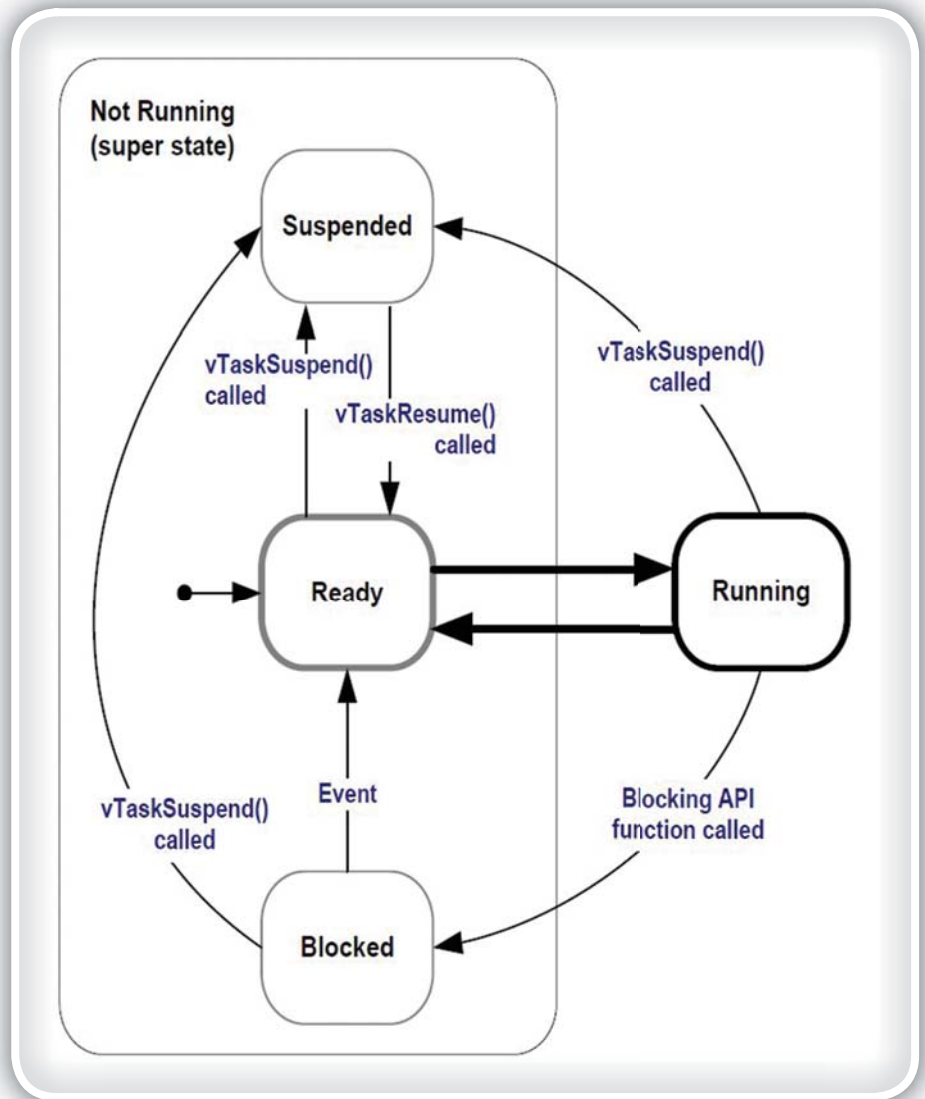 Not Running
(super state)
Suspended
vTaskSuspend()
called
vTaskResume()
called
vTaskSuspend()
called
Ready
Running
Event
vTaskSuspend()
called
Blocking API
function called
Blocked